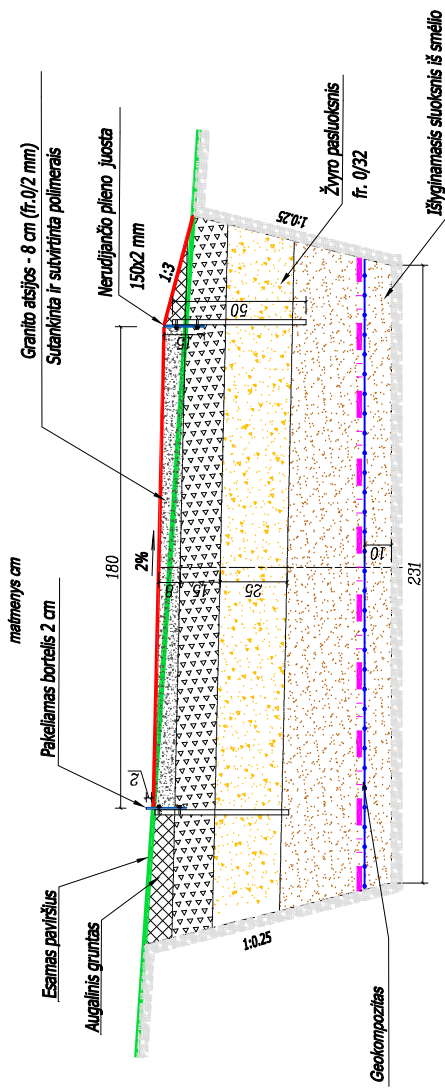 matmenys cm
Esamas paviršius
Augalinis gruntas
Pakeliamas bortelis 2 cm
Granito atsijos - 8 cm (fr.0/2 mm)
Sutankinta ir sutvirtinta polimerais
Nerudijančio plieno juosta
150x2 mm
180
2%
2
1:3
15
50
8
15
25
10
1:0.25
1:0.25
231
Žvyro pasluoksnis
fr. 0/32
Išlyginamasis sluoksnis iš smėlio
Geokompozitas